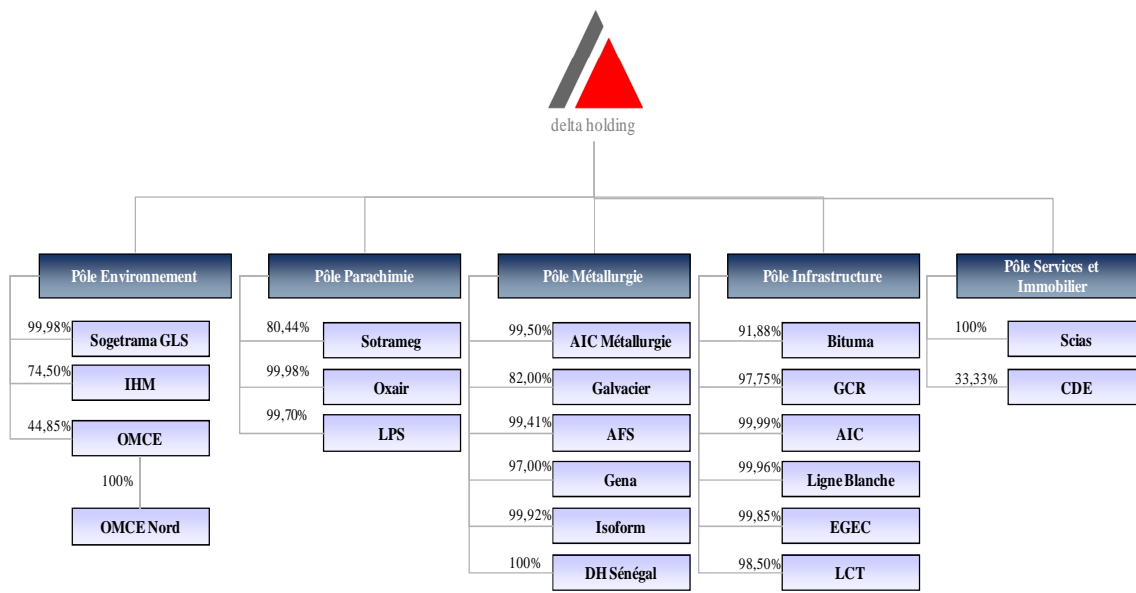 delta holding
Pôle Environnement
99,98%
Sogetrama GLS
74,50%
IHM
44,85%
OMCE
100%
OMCE Nord
Pôle Parachimie
80,44%
Sotrameg
99,98%
Oxair
99,70%
LPS
Pôle Métallurgie
99,50%
AIC Métallurgie
82,00%
Galvacier
99,41%
AFS
97,00%
Gena
99,92%
Isoform
100%
DH Sénégal
Pôle Infrastructure
91,88%
Bituma
97,75%
GCR
99,99%
AIC
99,96%
Ligne Blanche
99,85%
EGEC
98,50%
LCT
Pôle Services et
Immobilier
100%
Scias
33,33%
CDE